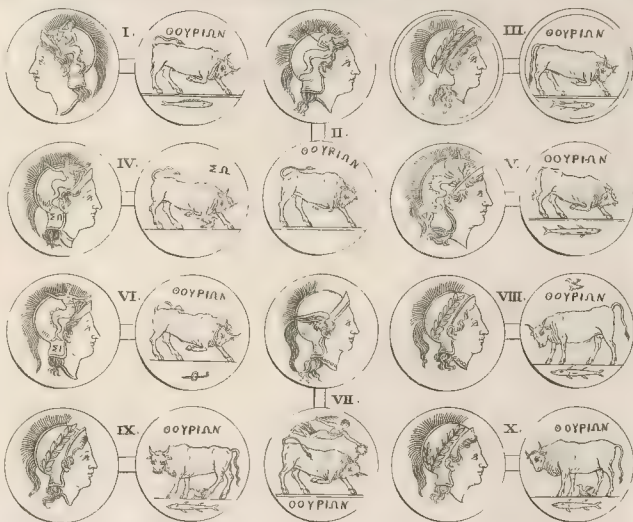 I.
ΘΟΥΡΙΩΝ
III.
ΘΟΥΡΙΩΝ
II.
IV.
ΣΩ
ΣΩ
ΘΟΥΡΙΩΝ
V.
ΘΟΥΡΙΩΝ
VI.
ΣΙ
ΘΟΥΡΙΩΝ
VIII.
ΘΟΥΡΙΩΝ
VII
IX.
ΘΟΥΡΙΩΝ
ΘΟΥΡΙΩΝ
X.
ΘΟΥΡΙΩΝ